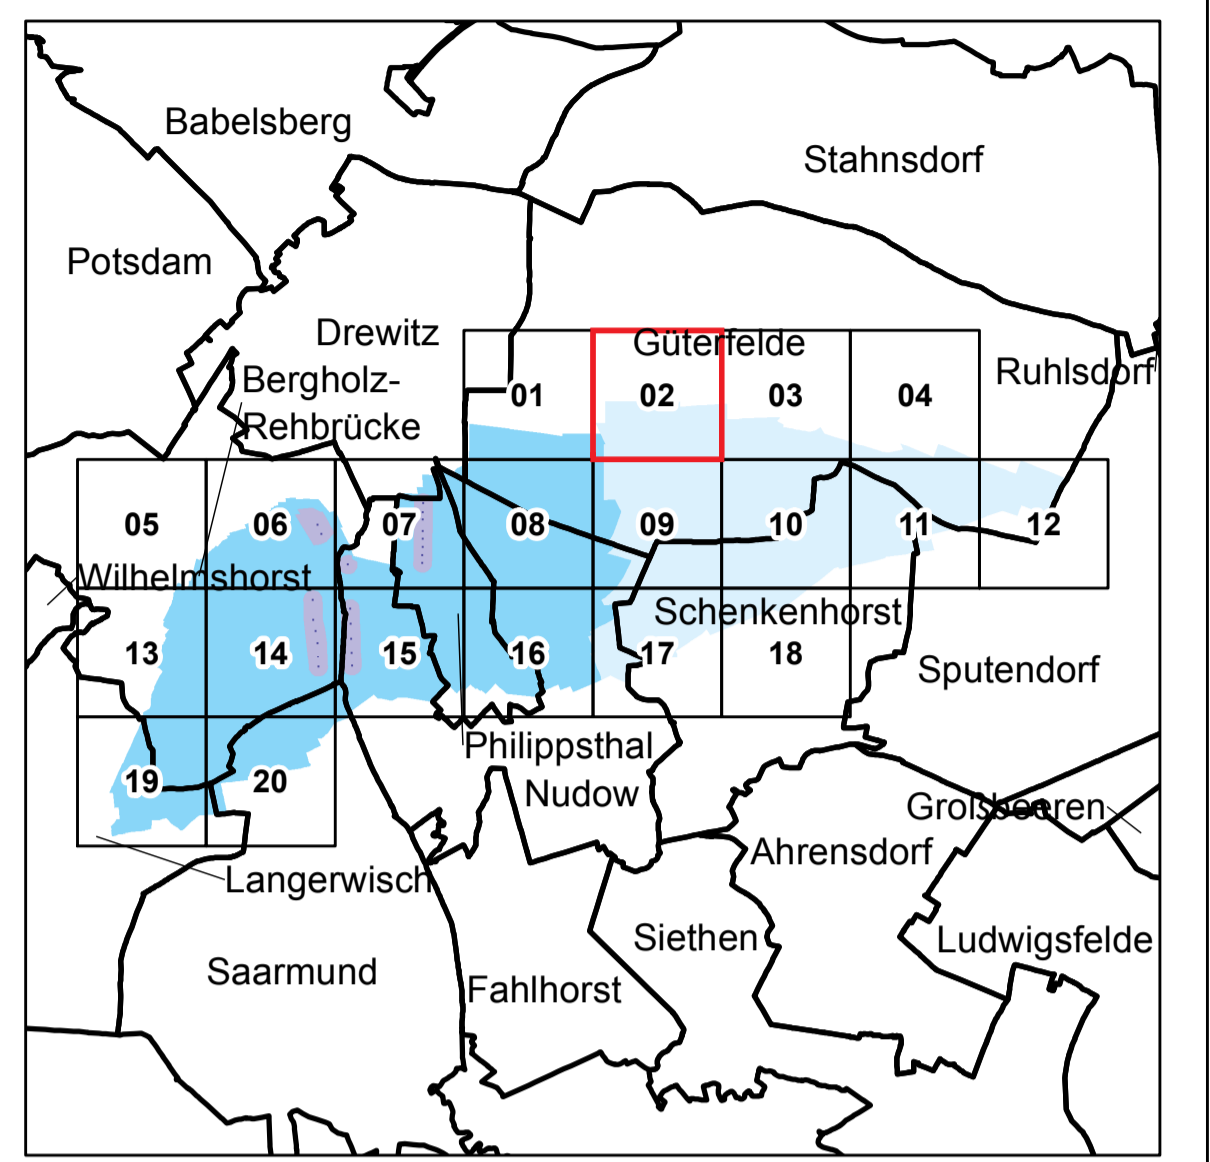 Babelsberg
Stahnsdorf
Potsdam
Drewitz
Güterfelde
Bergholz-
Rehbrücke
Ruhlsdorf
01
02
03
04
05
06
07
08
09
10
11
12
Wilhelmshorst
Schenkenhorst
13
14
15
16
17
18
Sputendorf
Philippsthal
19
20
Nudow
Großbeeren
Ahrensdorf
Langerwisch
Siethen
Ludwigsfelde
Saarmund
Fahlhorst